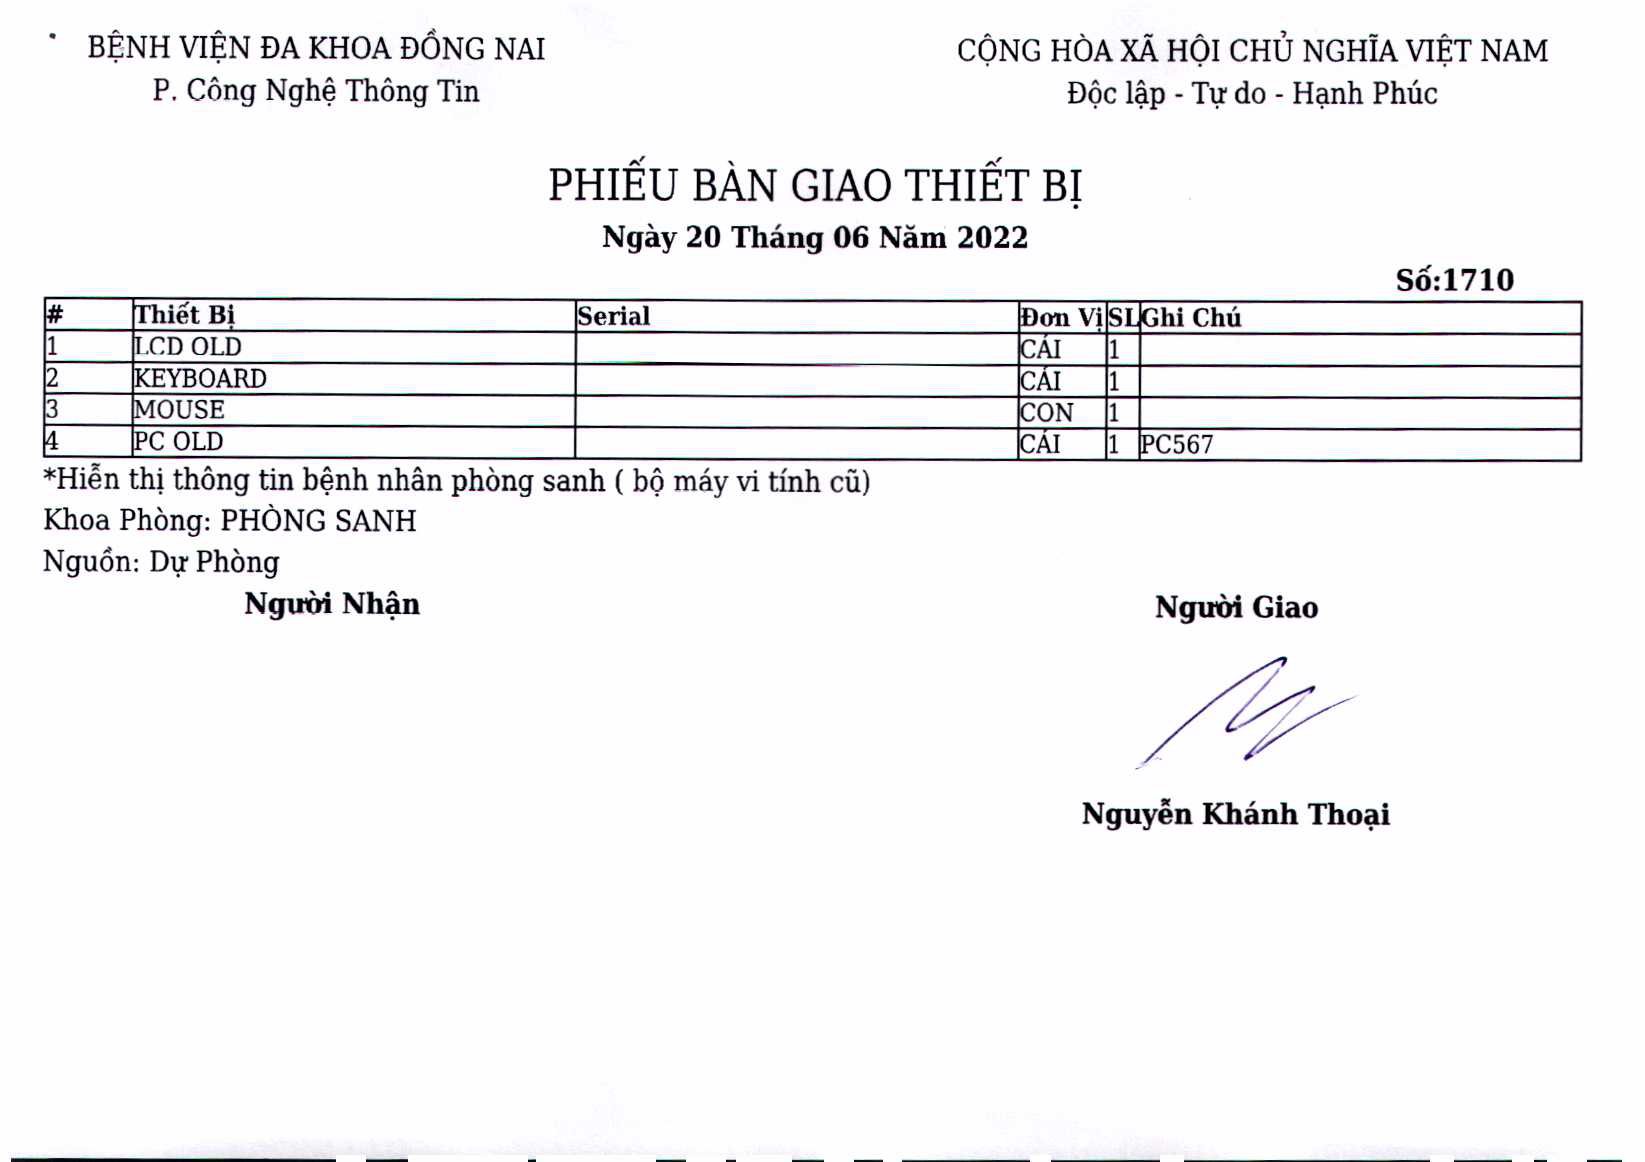 BỆNH VIỆN ĐA KHOA ĐỒNG NAI
P. Công Nghệ Thông Tin
CỘNG HÒA XÃ HỘI CHỦ NGHĨA VIỆT NAM
Độc lập - Tự do - Hạnh Phúc
PHIẾU BÀN GIAO THIẾT BỊ
Ngày 20 Tháng 06 Năm 2022
Số:1710
# Thiết Bị Serial Đơn Vị SL Ghi Chú
1 LCD OLD CÁI 1
2 KEYBOARD CÁI 1
3 MOUSE CON 1
4 PC OLD CÁI 1 PC567
*Hiễn thị thông tin bệnh nhân phòng sanh ( bộ máy vi tính cũ)
Khoa Phòng: PHÒNG SANH
Nguồn: Dự Phòng
Người Nhận Người Giao
Nguyễn Khánh Thoại